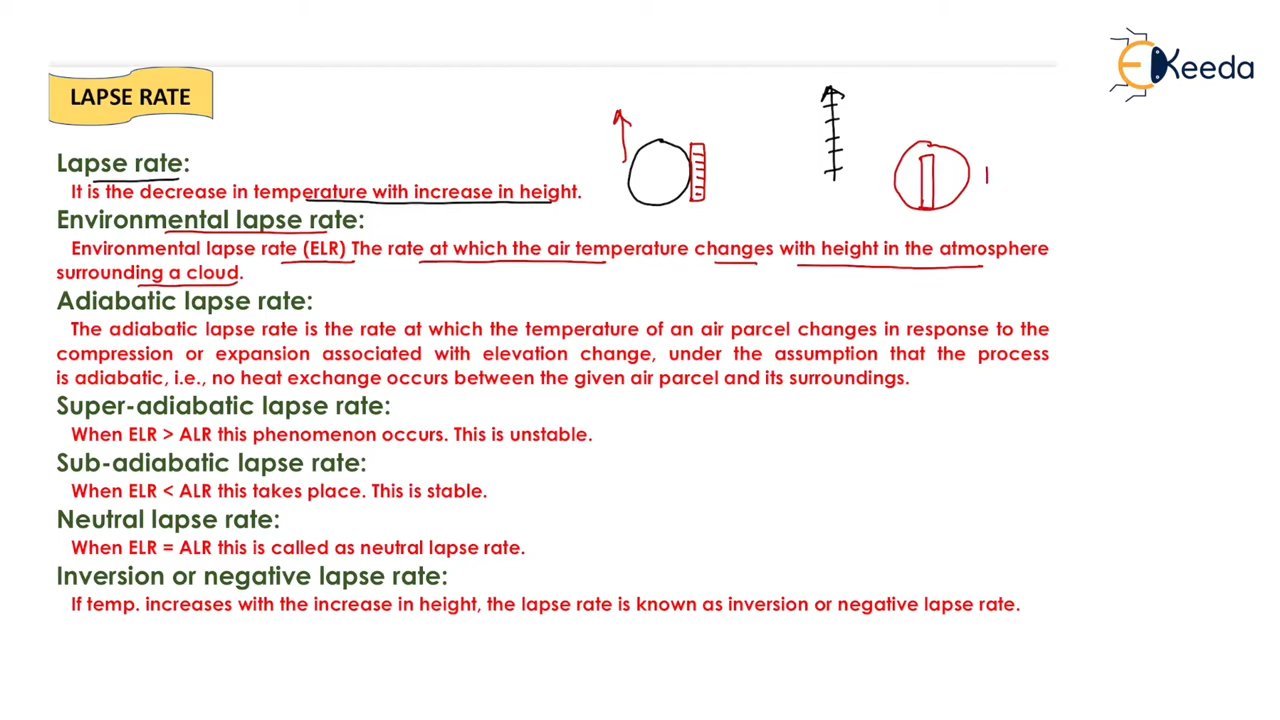 Ekeeda
LAPSE RATE
Lapse rate:
It is the decrease in temperature with increase in height.
Environmental lapse rate:
Environmental lapse rate (ELR) The rate at which the air temperature changes with height in the atmosphere
surrounding a cloud.
Adiabatic lapse rate:
The adiabatic lapse rate is the rate at which the temperature of an air parcel changes in response to the
compression or expansion associated with elevation change, under the assumption that the process
is adiabatic, i.e., no heat exchange occurs between the given air parcel and its surroundings.
Super-adiabatic lapse rate:
When ELR > ALR this phenomenon occurs. This is unstable.
Sub-adiabatic lapse rate:
When ELR < ALR this takes place. This is stable.
Neutral lapse rate:
When ELR = ALR this is called as neutral lapse rate.
Inversion or negative lapse rate:
If temp. increases with the increase in height, the lapse rate is known as inversion or negative lapse rate.